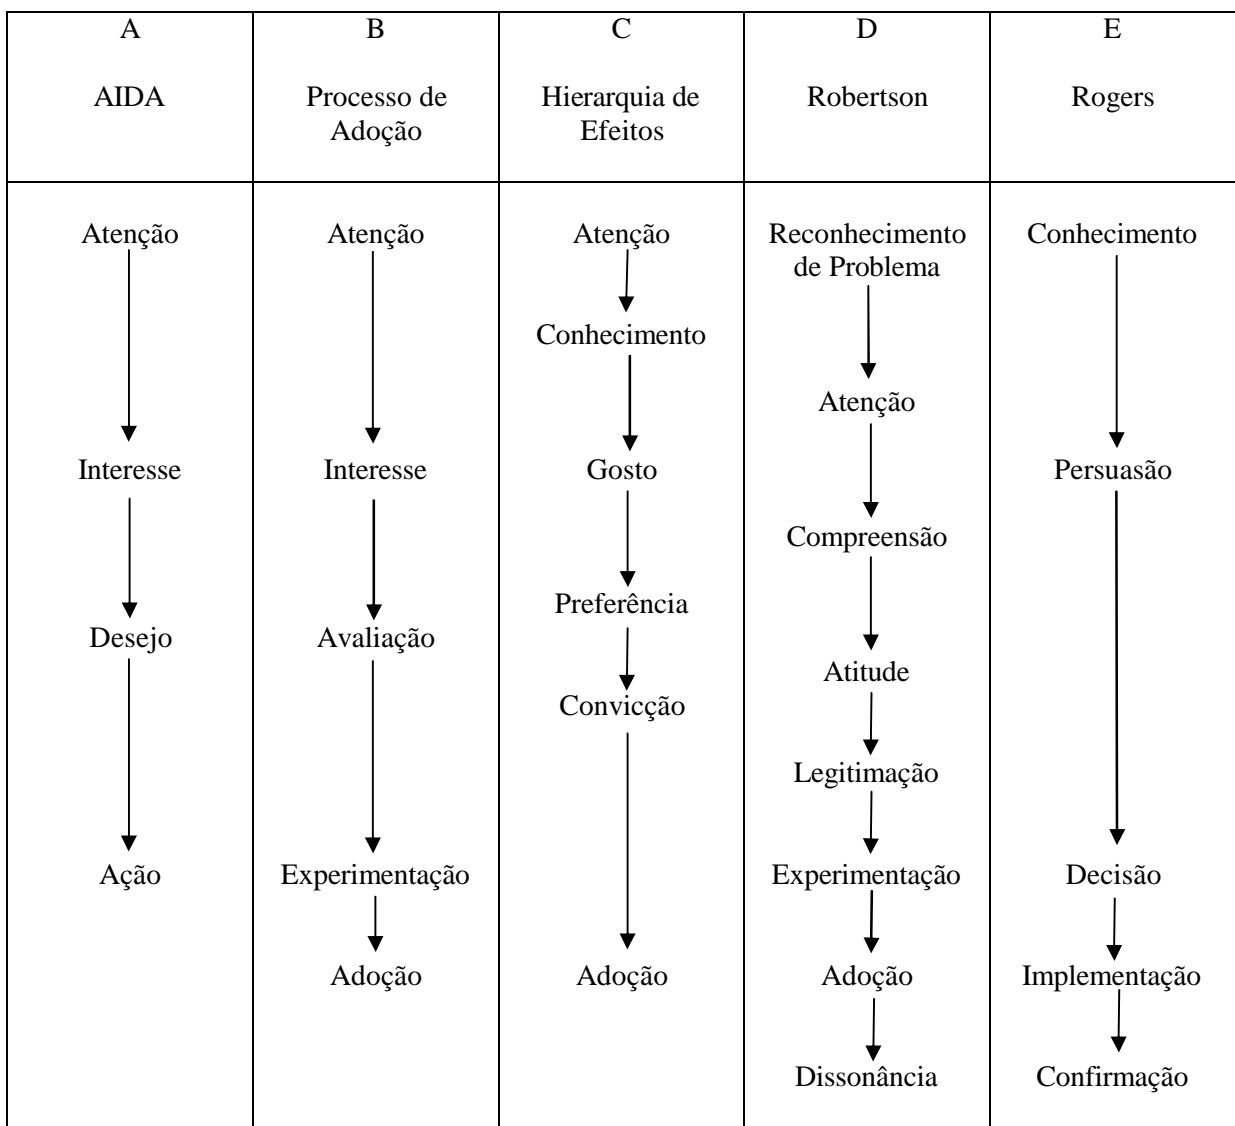 A
AIDA
Atenção
Interesse
Desejo
Ação
B
Processo de
Adoção
Atenção
Interesse
Avaliação
Experimentação
Adoção
C
Hierarquia de
Efeitos
Atenção
Conhecimento
Gosto
Preferência
Convicção
Adoção
D
Robertson
Reconhecimento
de Problema
Atenção
Compreensão
Atitude
Legitimação
Experimentação
Adoção
Dissonância
E
Rogers
Conhecimento
Persuasão
Decisão
Implementação
Confirmação